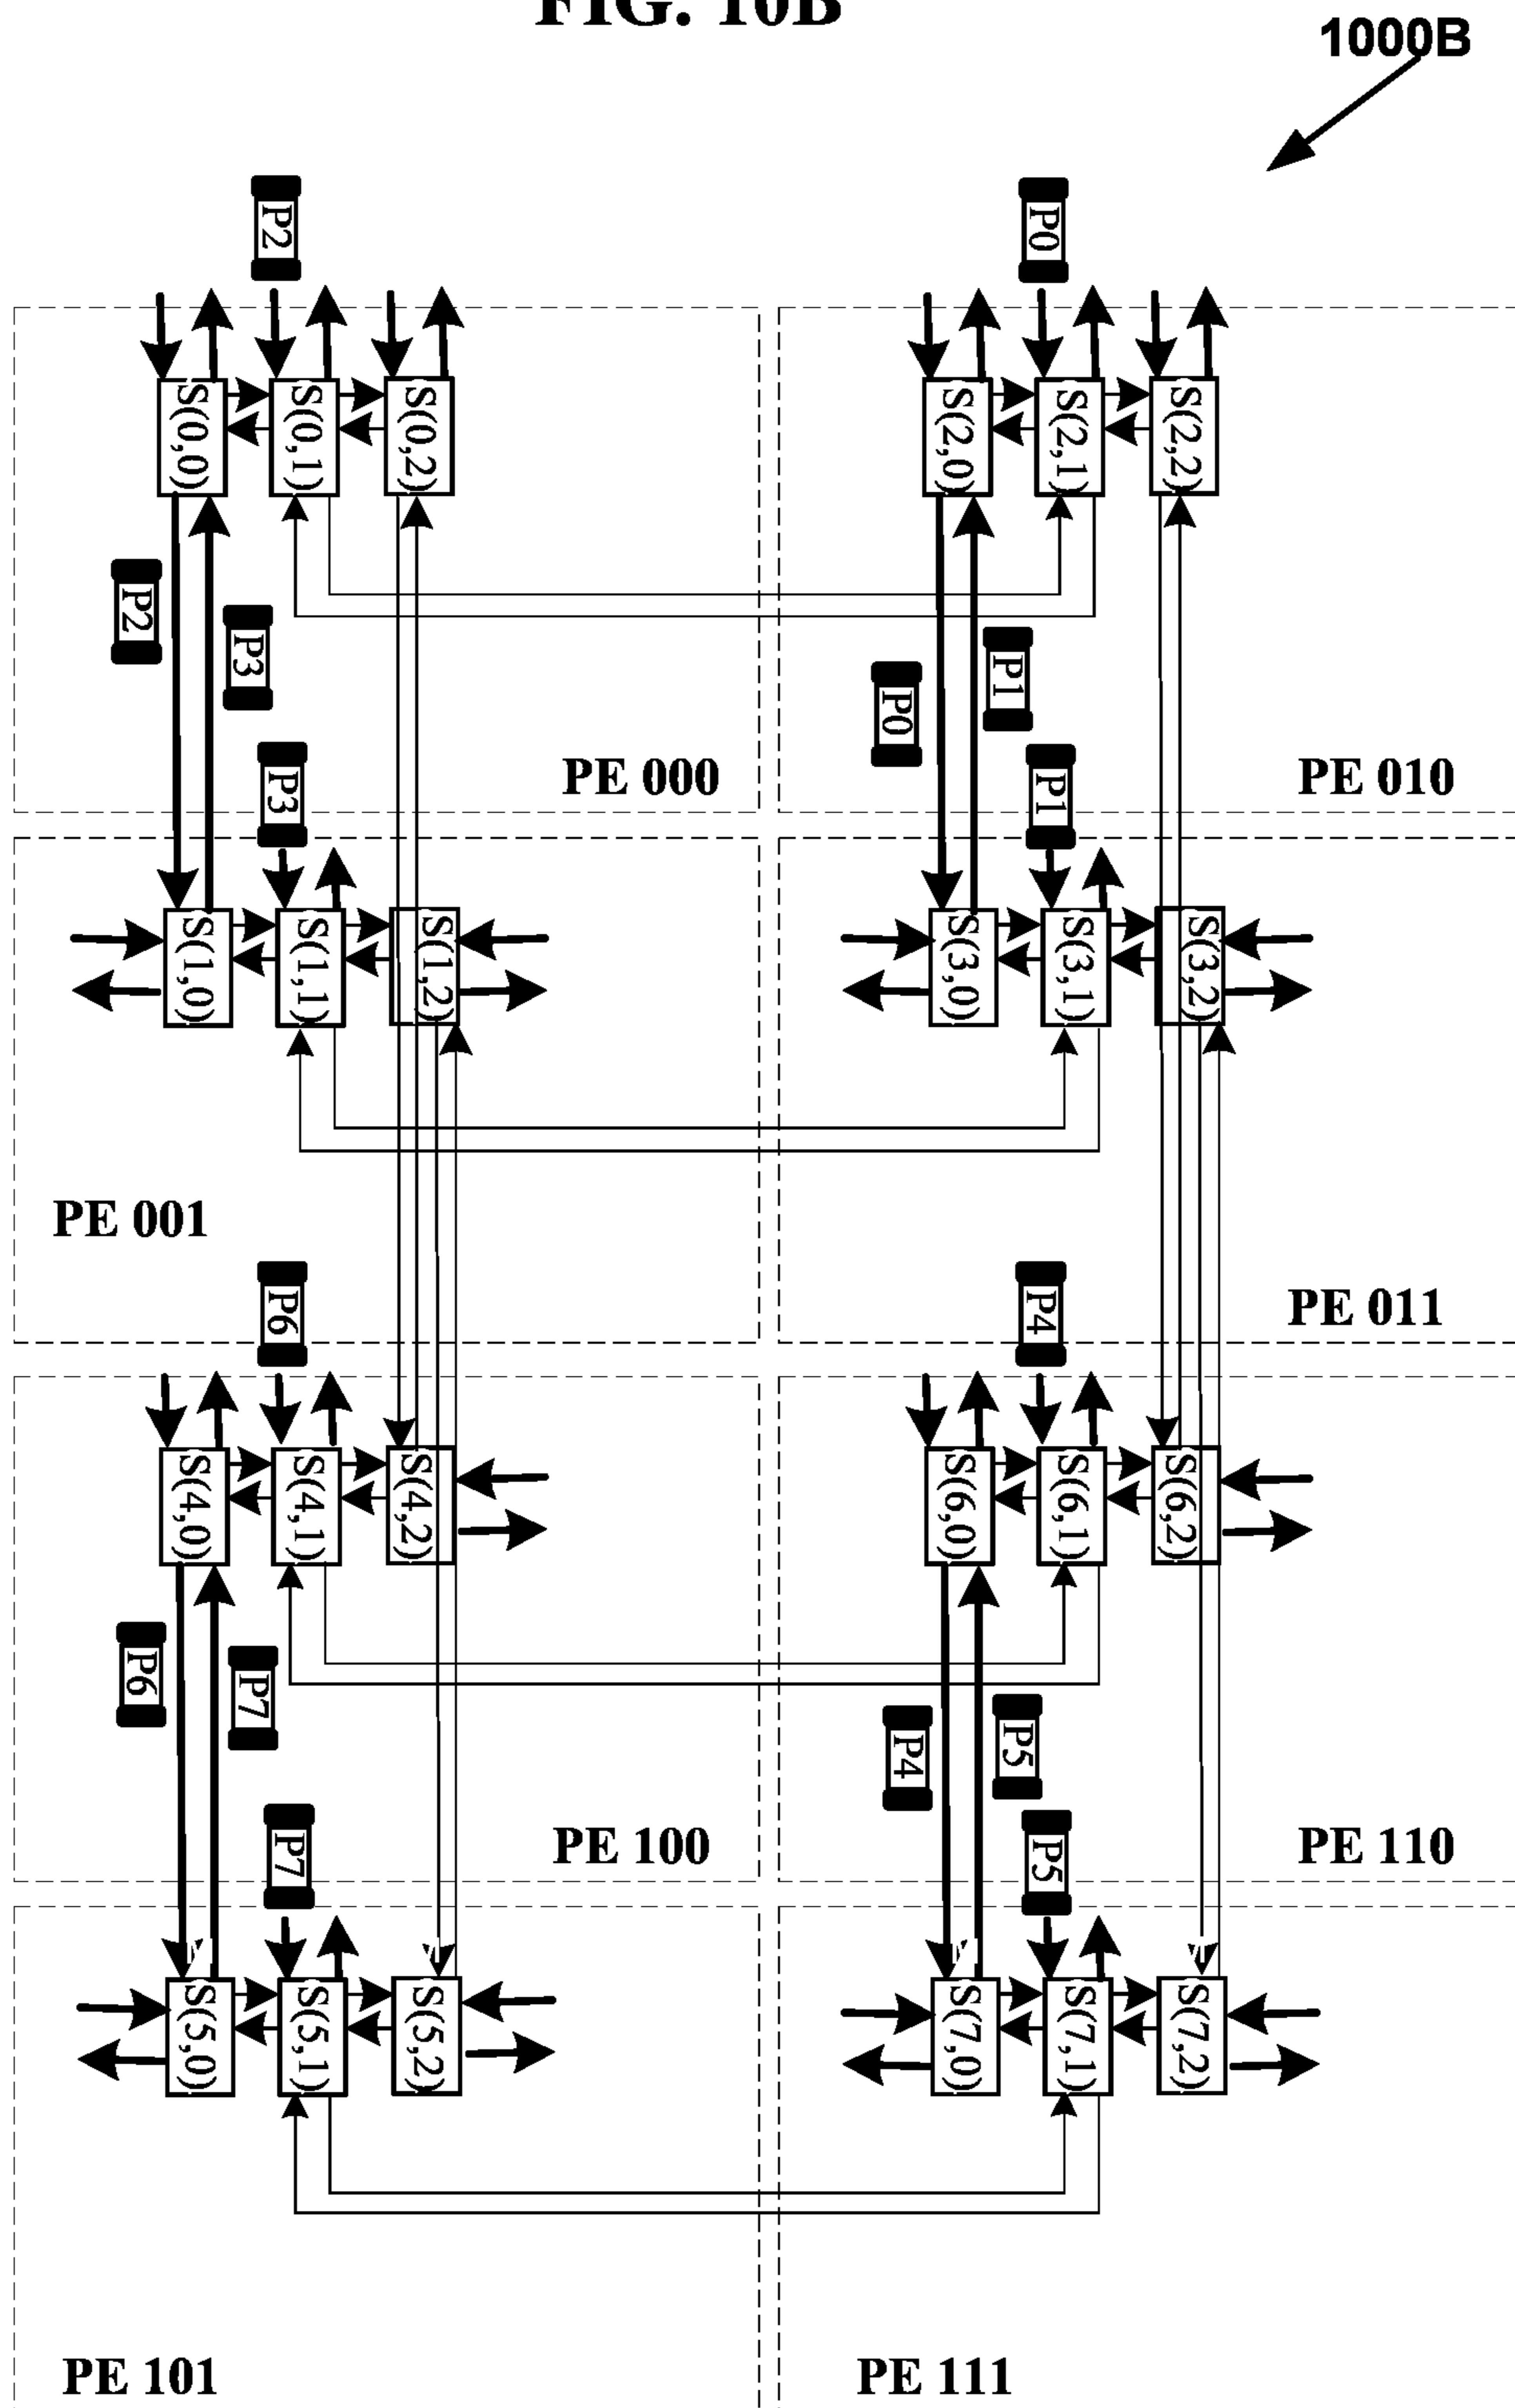 FIG. 10B
1000B
P2
P0
S(0,0)
S(0,1)
S(0,2)
S(2,0)
S(2,1)
S(2,2)
P2
P3
P0
P1
P3
PE 000
P1
PE 010
S(1,0)
S(1,1)
S(1,2)
S(3,0)
S(3,1)
S(3,2)
PE 001
P6
P4
PE 011
S(4,0)
S(4,1)
S(4,2)
S(6,0)
S(6,1)
S(6,2)
P6
P7
P4
P5
P7
PE 100
P5
PE 110
S(5,0)
S(5,1)
S(5,2)
S(7,0)
S(7,1)
S(7,2)
PE 101
PE 111